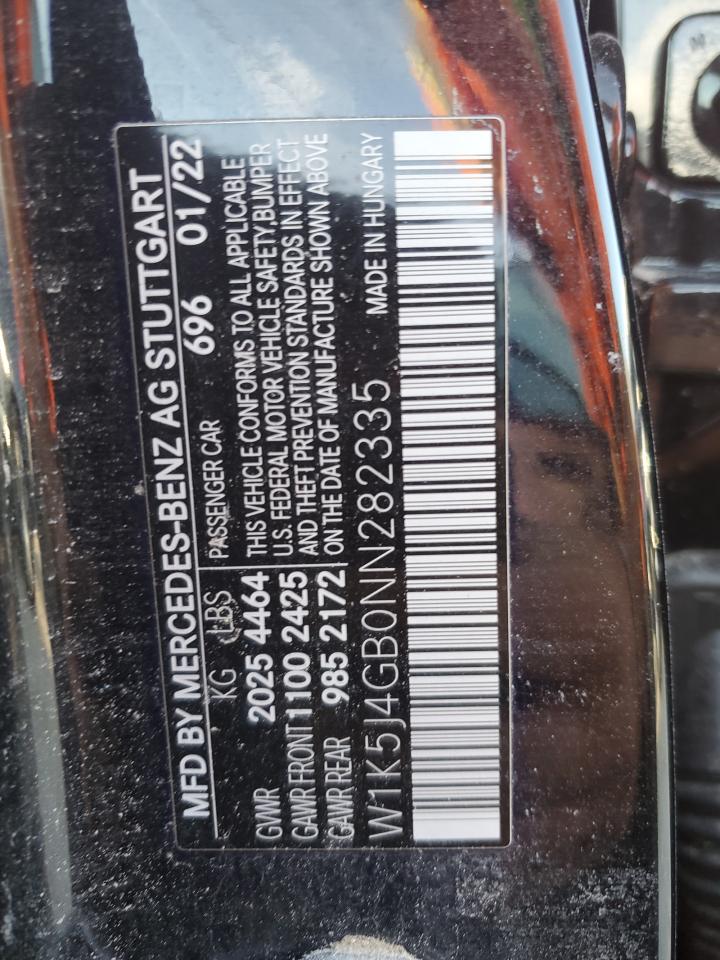 MFD BY MERCEDES-BENZ AG STUTTGART
696 01/22
KG LBS PASSENGER CAR
GVWR 2025 4464 THIS VEHICLE CONFORMS TO ALL APPLICABLE
U.S. FEDERAL MOTOR VEHICLE SAFETY,BUMPER
GAWR FRONT 1100 2425 AND THEFT PREVENTION STANDARDS IN EFFECT
GAWR REAR 985 2172 ON THE DATE OF MANUFACTURE SHOWN ABOVE
W1K5J4GB0NN282335 MADE IN HUNGARY